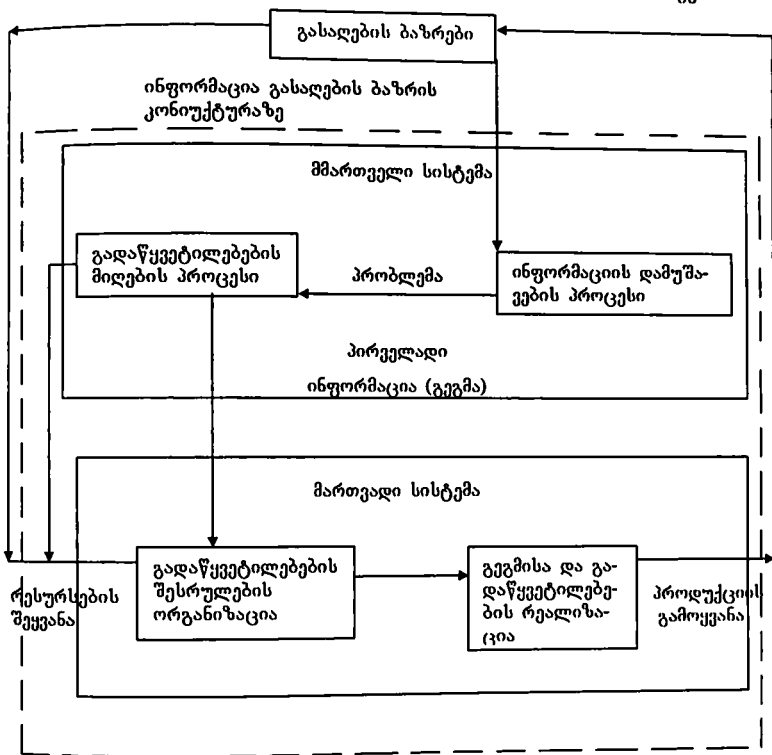 გასაღების ბაზრები
ინფორმაცია გასაღების ბაზრის
კონიუქტურაზე
მმართველი სისტემა
გადაწყვეტილებების
მიღების პროცესი
პრობლემა
ინფორმაციის დამუშა-
ვების პროცესი
პირველადი
ინფორმაცია (გეგმა)
მართვადი სისტემა
რესურსების
შეყვანა
გადაწყვეტილებების
შესრულების
ორგანიზაცია
გეგმისა და გა-
დაწყვეტილებე-
ბის რეალიზა-
ცია
პროდუქციის
გამოყვანა